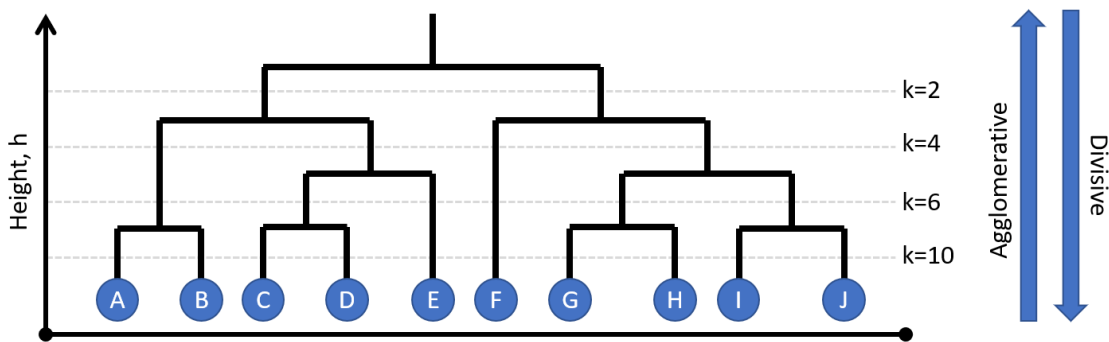 Height, h
k=2
k=4
k=6
k=10
A B C D E F G H I J
Agglomerative
Divisive